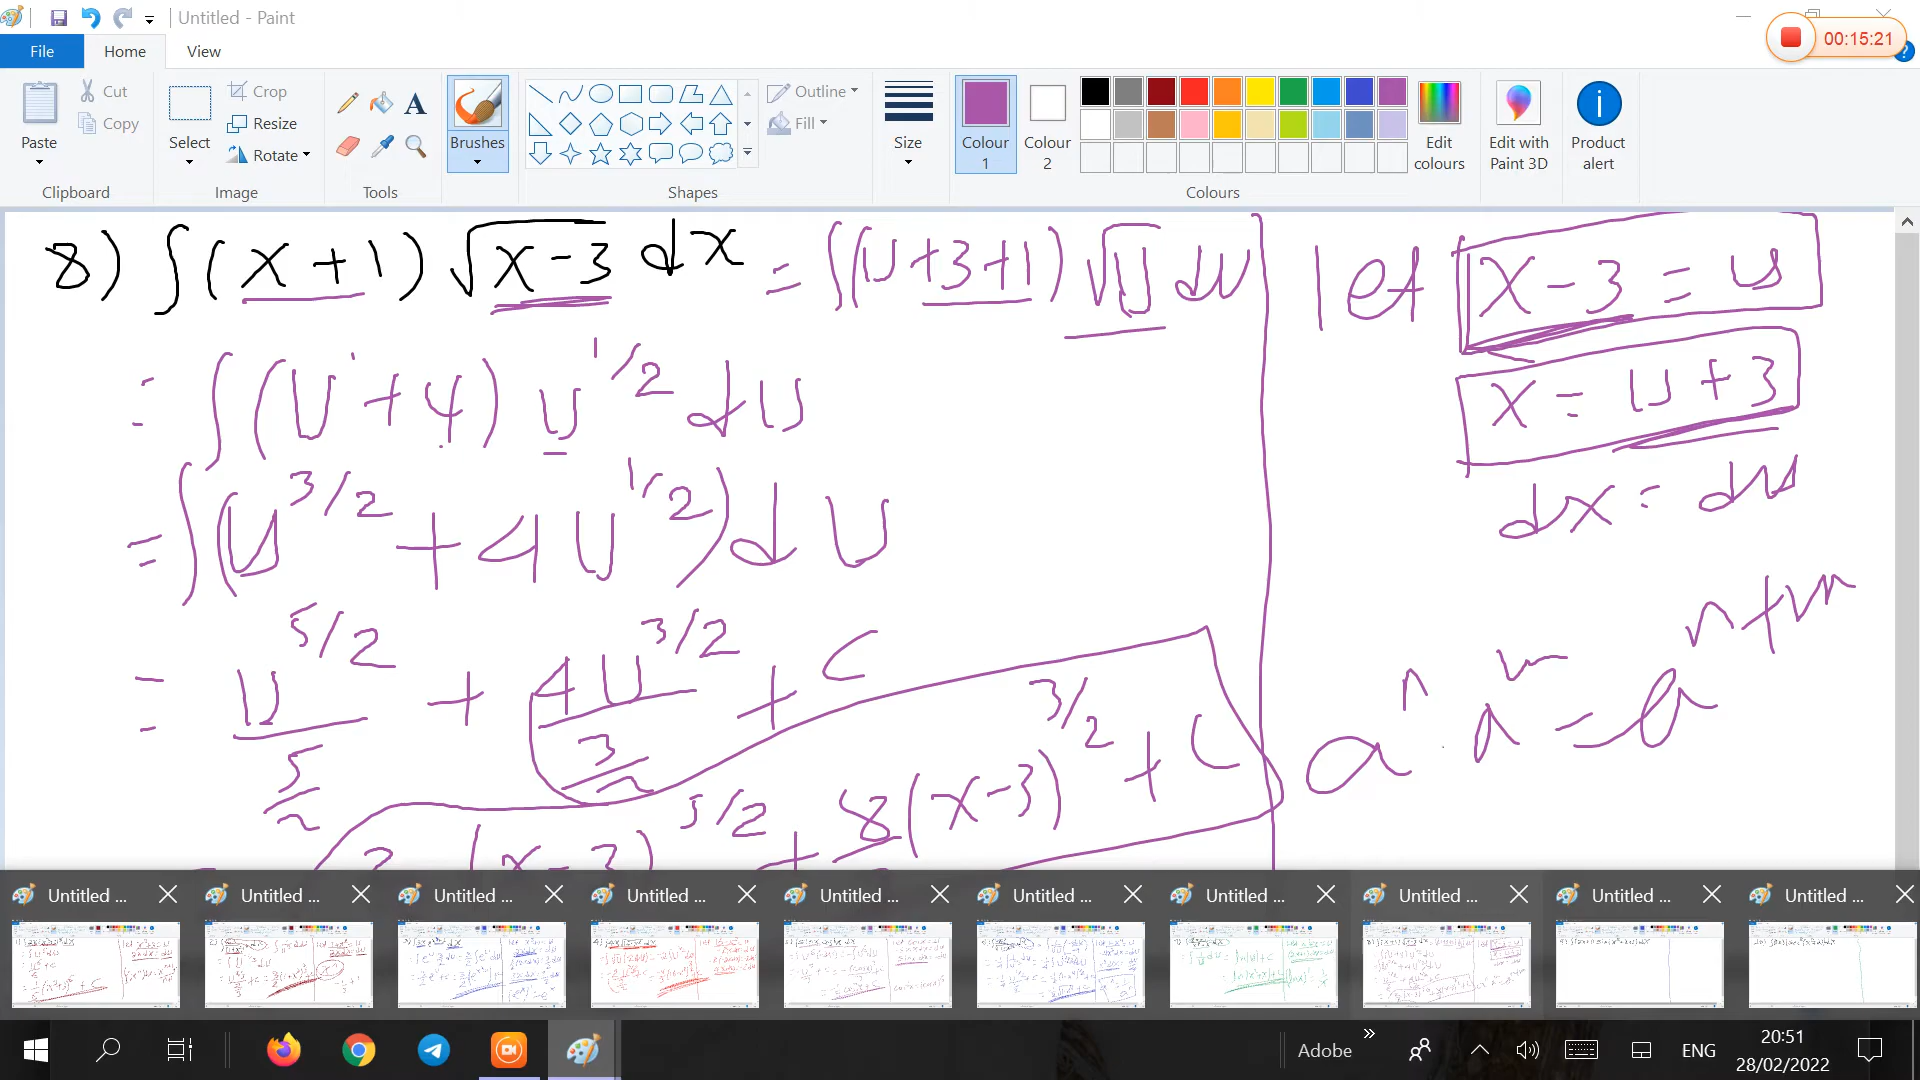 Untitled - Paint
00:15:21
File Home View
Paste Cut Copy Clipboard
Select Crop Resize Rotate Image
Tools
Brushes
Shapes
Outline Fill
Size
Colour 1 Colour 2 Colours
Edit colours
Edit with Paint 3D
Product alert
8) ∫(x+1)√(x-3) dx = ∫(u+3+1)√u du
= ∫(u+4) u^1/2 du
= ∫(u^3/2 + 4u^1/2) du
= u^5/2 / 5/2 + 4u^3/2 / 3/2 + C
(x-3)^5/2 + 8(x-3)^3/2 + C
let x-3 = u
x = u+3
dx = du
a^n · a^m = a^n+m
Untitled ... Untitled ... Untitled ... Untitled ... Untitled ... Untitled ... Untitled ... Untitled ... Untitled ... Untitled ...
Adobe » ENG 20:51
28/02/2022